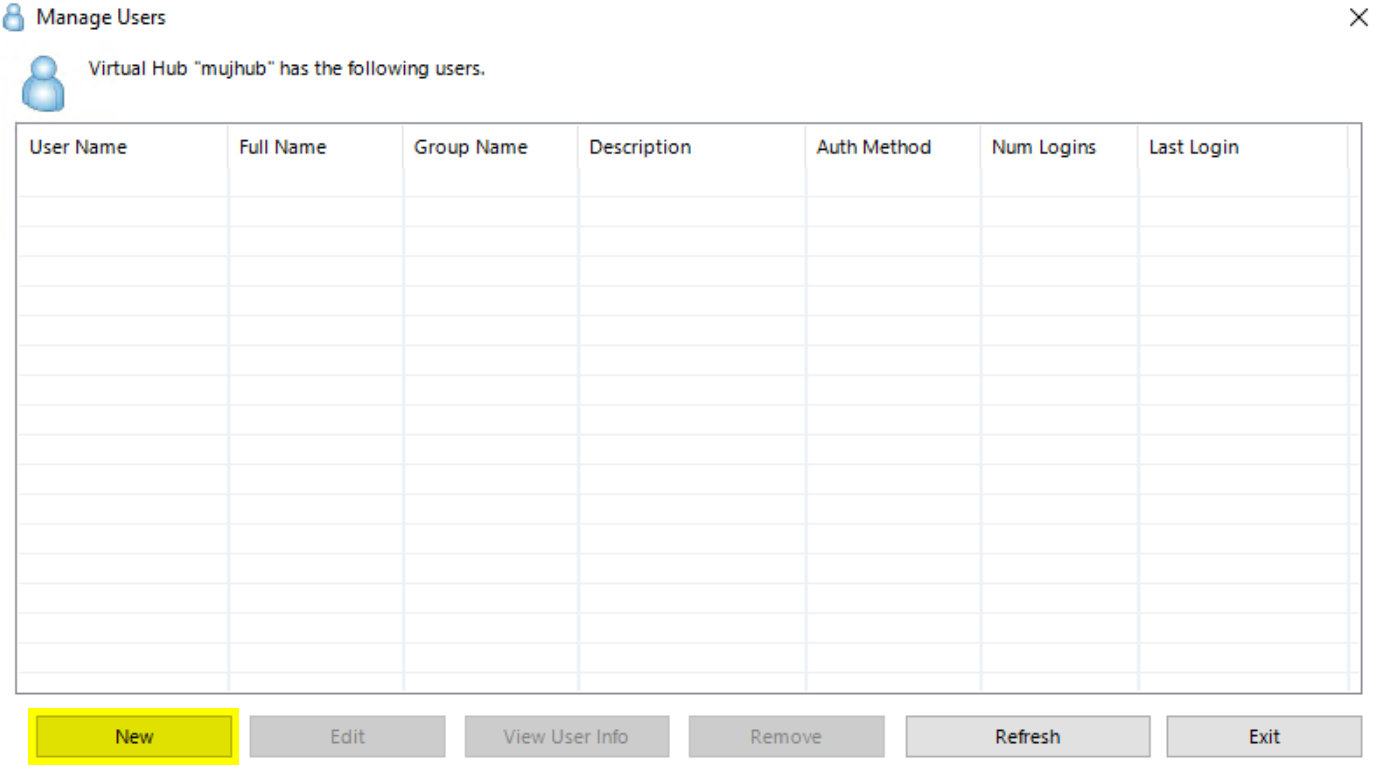 Manage Users
Virtual Hub "mujhub" has the following users.
User Name Full Name Group Name Description Auth Method Num Logins Last Login
New Edit View User Info Remove Refresh Exit